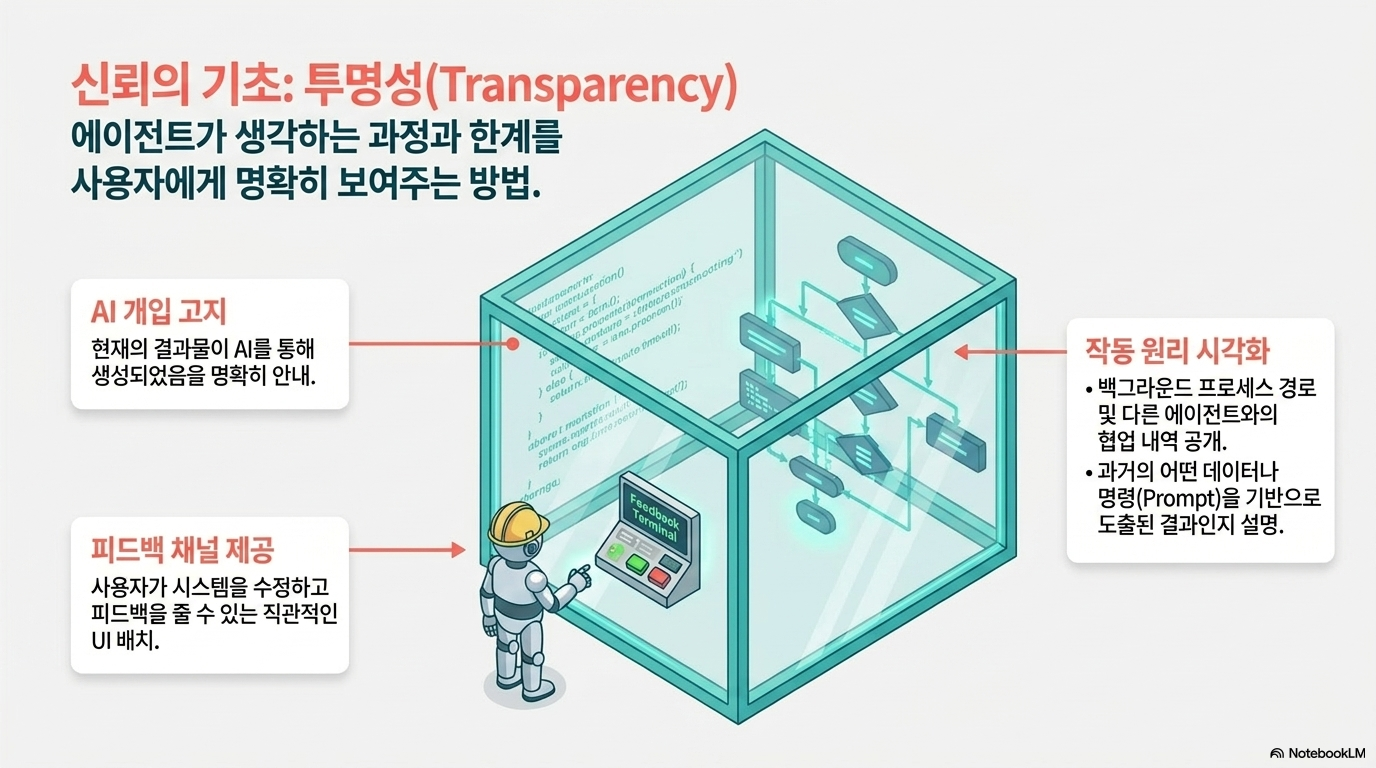 신뢰의 기초: 투명성(Transparency)
에이전트가 생각하는 과정과 한계를
사용자에게 명확히 보여주는 방법.
AI 개입 고지
현재의 결과물이 AI를 통해
생성되었음을 명확히 안내.
피드백 채널 제공
사용자가 시스템을 수정하고
피드백을 줄 수 있는 직관적인
UI 배치.
Feedback
Terminal
작동 원리 시각화
• 백그라운드 프로세스 경로
및 다른 에이전트와의
협업 내역 공개.
• 과거의 어떤 데이터나
명령(Prompt)을 기반으로
도출된 결과인지 설명.
NotebookLM